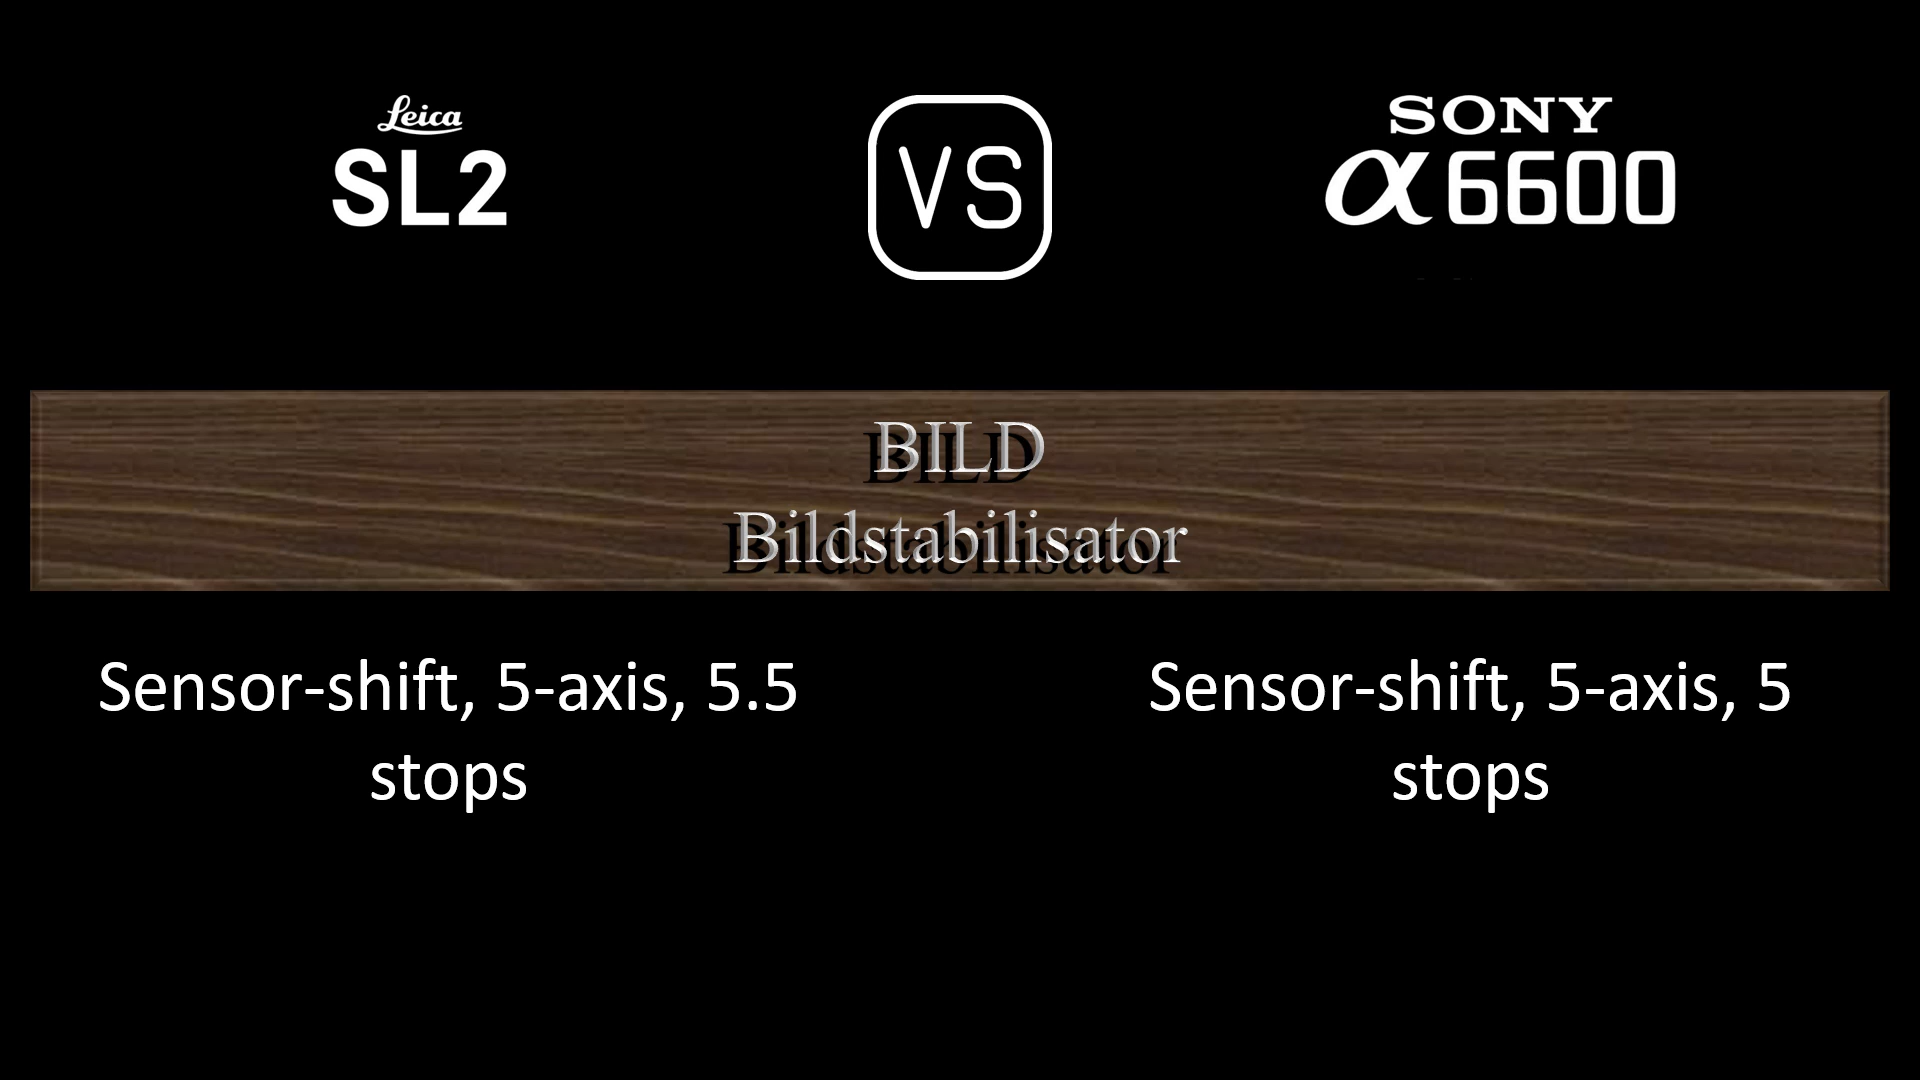 Leica
SL2
VS
SONY
α6600
BILD
Bildstabilisator
Sensor-shift, 5-axis, 5.5
stops
Sensor-shift, 5-axis, 5
stops